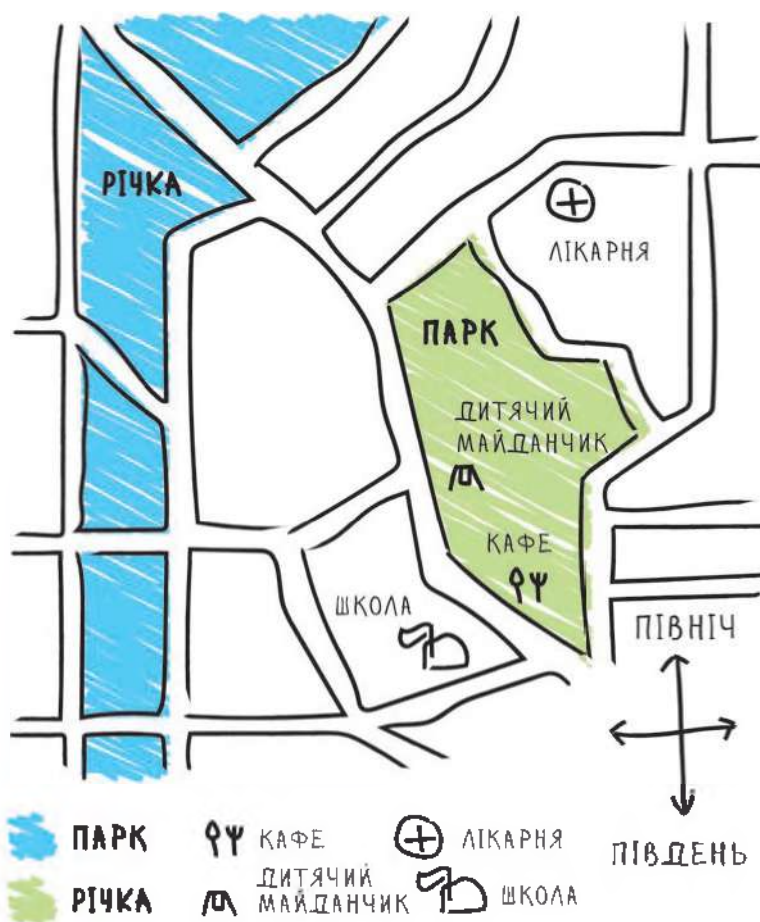 РІЧКА
ЛІКАРНЯ
ПАРК
ДИТЯЧИЙ
МАЙДАНЧИК
КАФЕ
ШКОЛА
ПІВНІЧ
ПІВДЕНЬ
ПАРК
КАФЕ
ЛІКАРНЯ
РІЧКА
ДИТЯЧИЙ
МАЙДАНЧИК
ШКОЛА